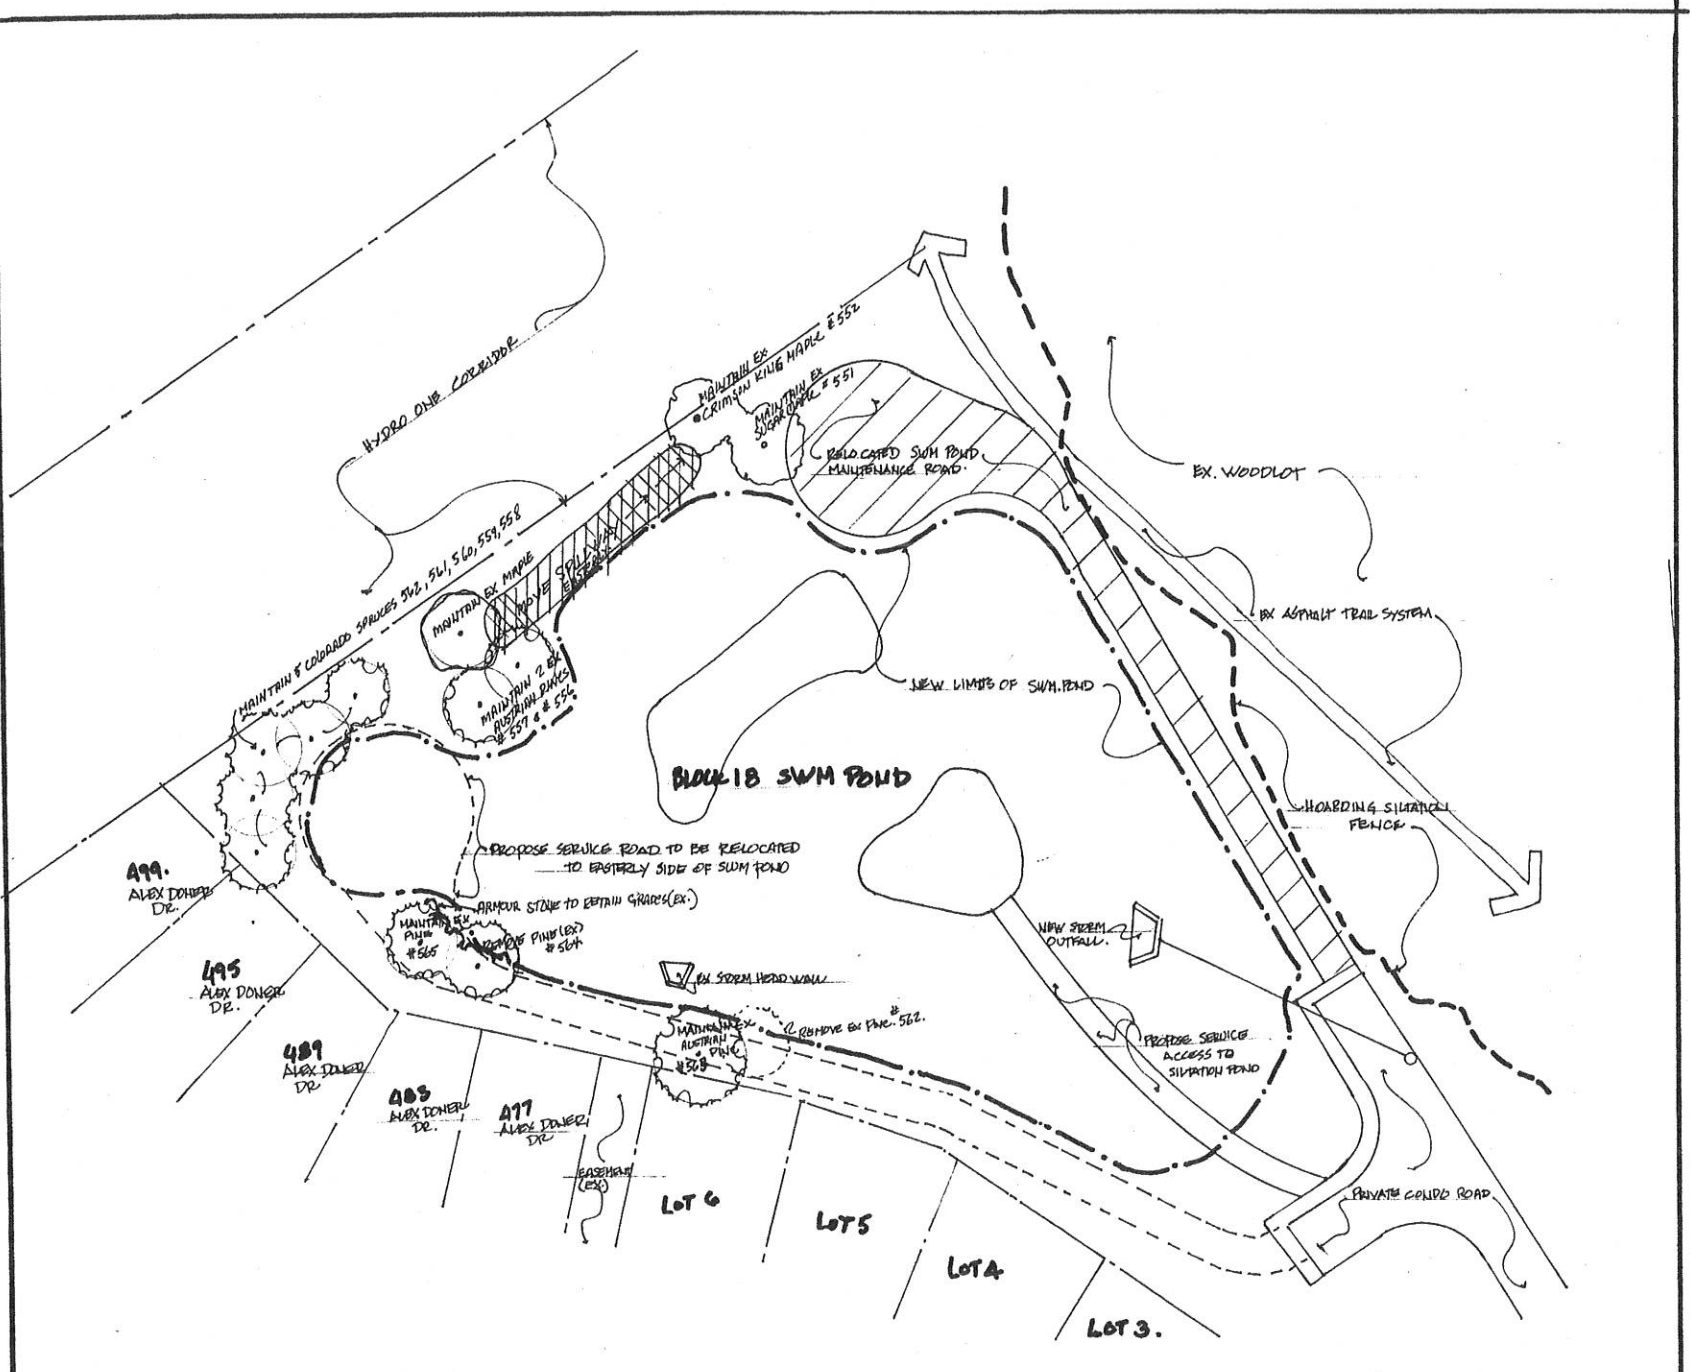 HYDRO ONE CORRIDOR
MAINTAIN EX
CRIMSON KING MAPLE #552
MAINTAIN EX
SUGAR MAPLE #551
RELOCATED SWM POND
MAINTENANCE ROAD.
EX. WOODLOT
MAINTAIN 5 COLORADO SPRUCES 562, 561, 560, 559, 558
MAINTAIN EX MAPLE
MOVE SPILLWAY
EASTERLY
MAINTAIN 2 EX
AUSTRIAN PINES
#557 & #556
EX ASPHALT TRAIL SYSTEM
NEW LIMITS OF SWM. POND
BLOCK 18 SWM POND
HOARDING SILTATION
FENCE
PROPOSE SERVICE ROAD TO BE RELOCATED
TO EASTERLY SIDE OF SWM POND
499.
ALEX DONER
DR.
ARMOUR STONE TO RETAIN GRADES (EX.)
MAINTAIN EX
PINE
#565
REMOVE PINE (EX)
#564
NEW STORM
OUTFALL.
495
ALEX DONER
DR.
EX STORM HEAD WALL
MAINTAIN EX
AUSTRIAN
PINE
#563
REMOVE EX PINE. #562.
PROPOSE SERVICE
ACCESS TO
SILTATION POND
489
ALEX DONER
DR
483
ALEX DONER
DR.
477
ALEX DONER
DR
EASEMENT
(EX)
PRIVATE CONDO ROAD
LOT 6
LOT 5
LOT 4
LOT 3.